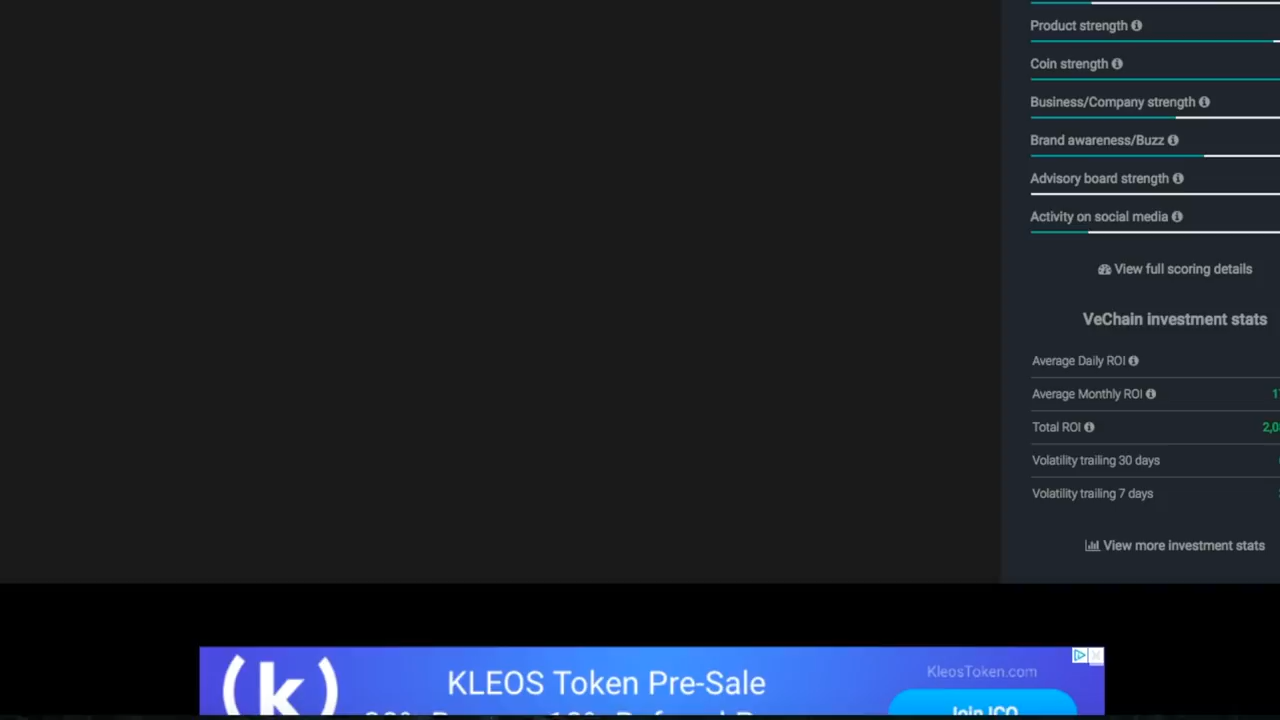 Product strength
Coin strength
Business/Company strength
Brand awareness/Buzz
Advisory board strength
Activity on social media
View full scoring details
VeChain investment stats
Average Daily ROI
Average Monthly ROI
Total ROI
Volatility trailing 30 days
Volatility trailing 7 days
View more investment stats
(k)
KLEOS Token Pre-Sale
KleosToken.com
Join ICO